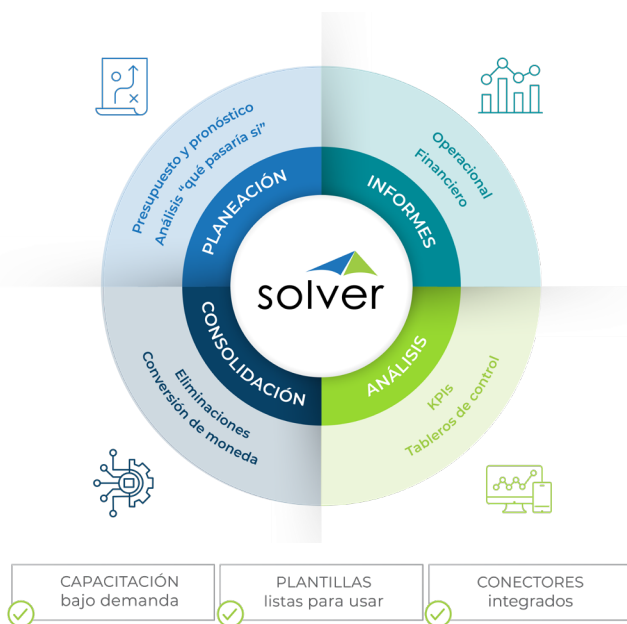 Presupuesto y pronóstico
Análisis “qué pasaría si”
PLANEACIÓN
Operacional
Financiero
INFORMES
solver
CONSOLIDACIÓN
Eliminaciones
Conversión de moneda
ANÁLISIS
KPIs
Tableros de control
CAPACITACIÓN
bajo demanda
PLANTILLAS
listas para usar
CONECTORES
integrados